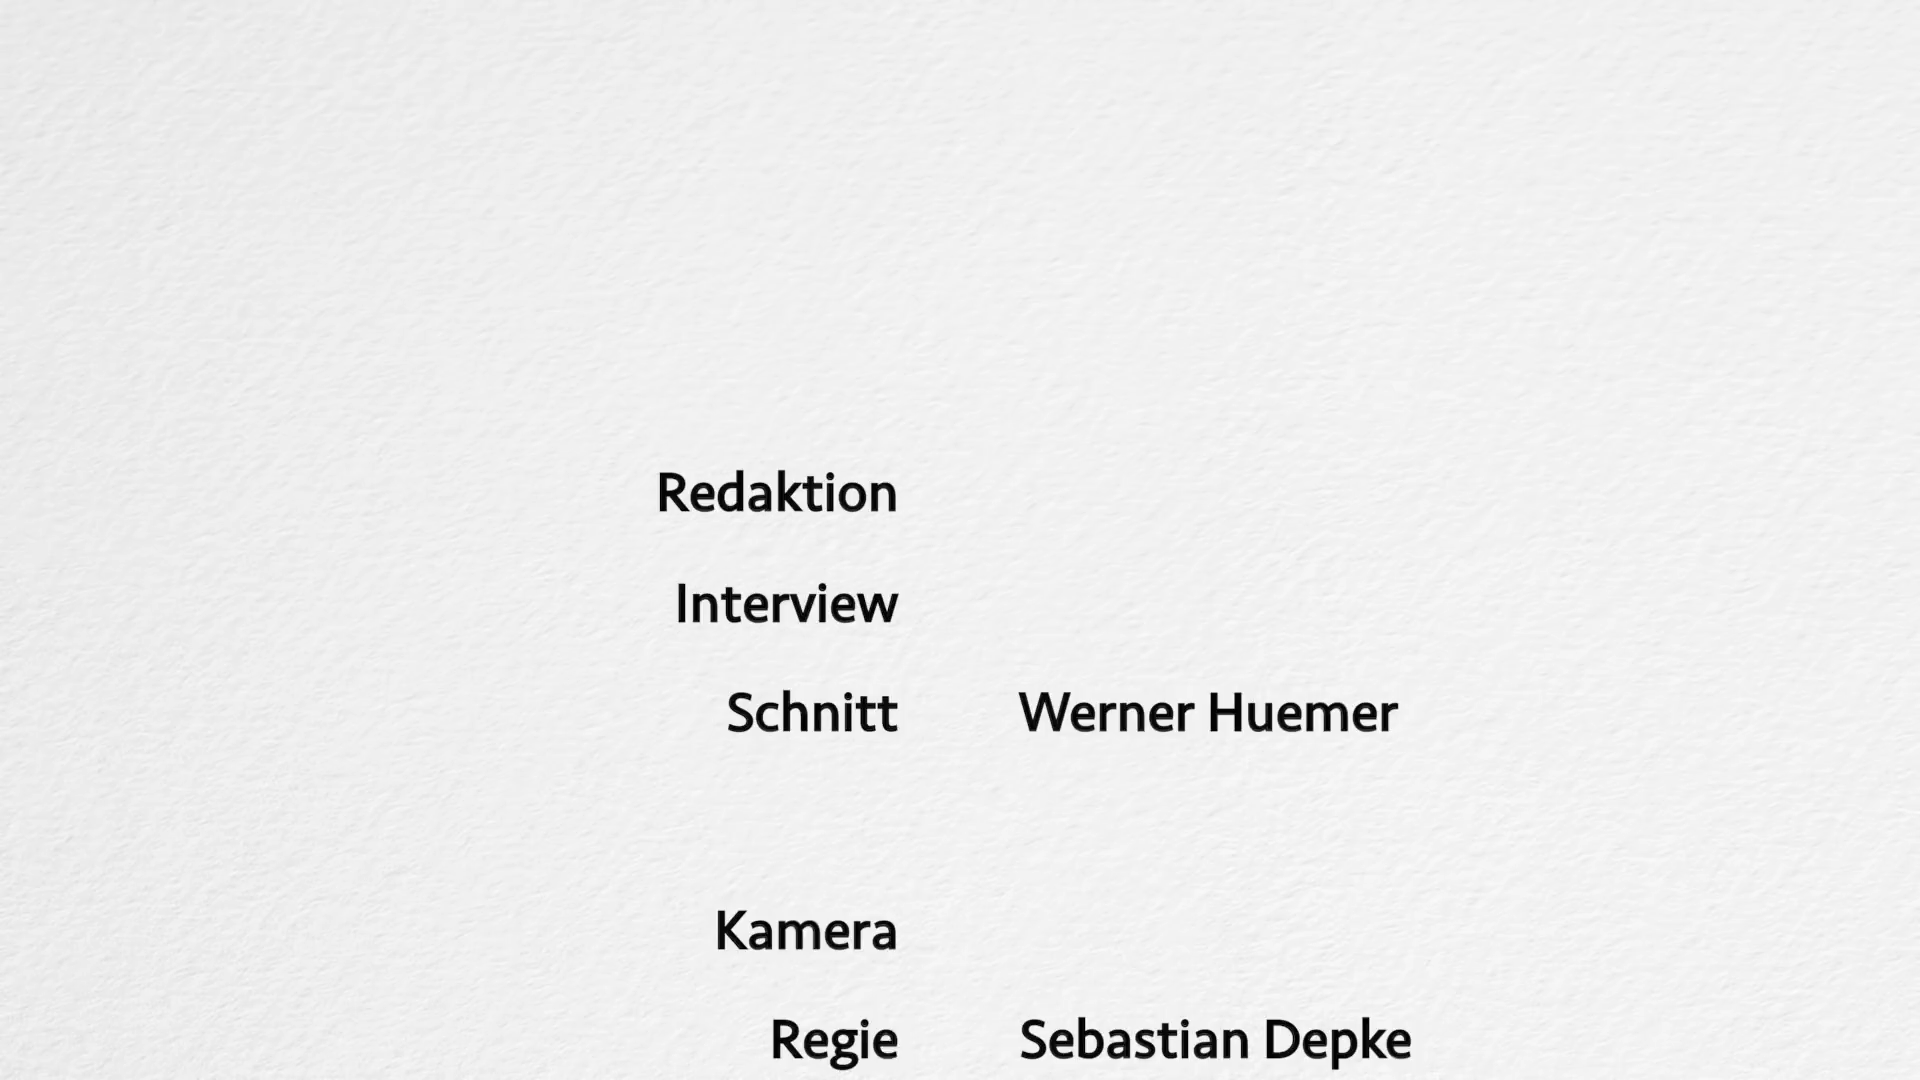 Redaktion
Interview
Schnitt Werner Huemer
Kamera
Regie Sebastian Depke